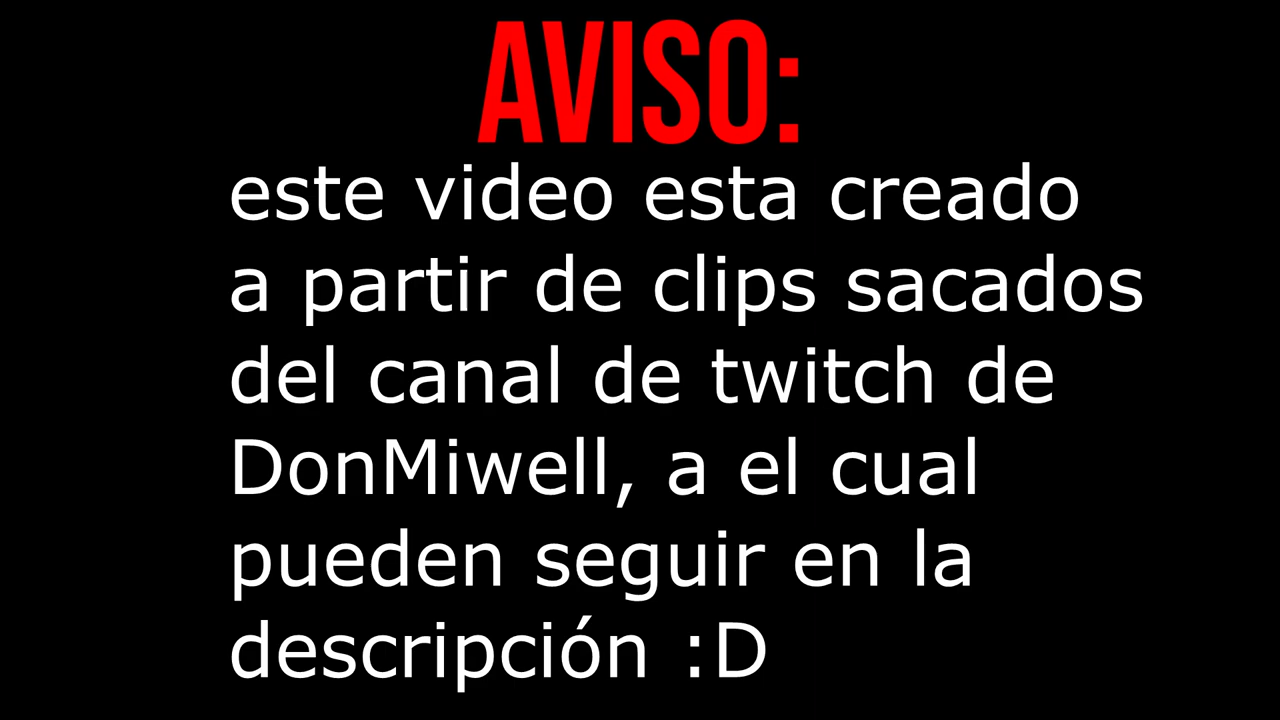 AVISO:
este video esta creado
a partir de clips sacados
del canal de twitch de
DonMiwell, a el cual
pueden seguir en la
descripción :D